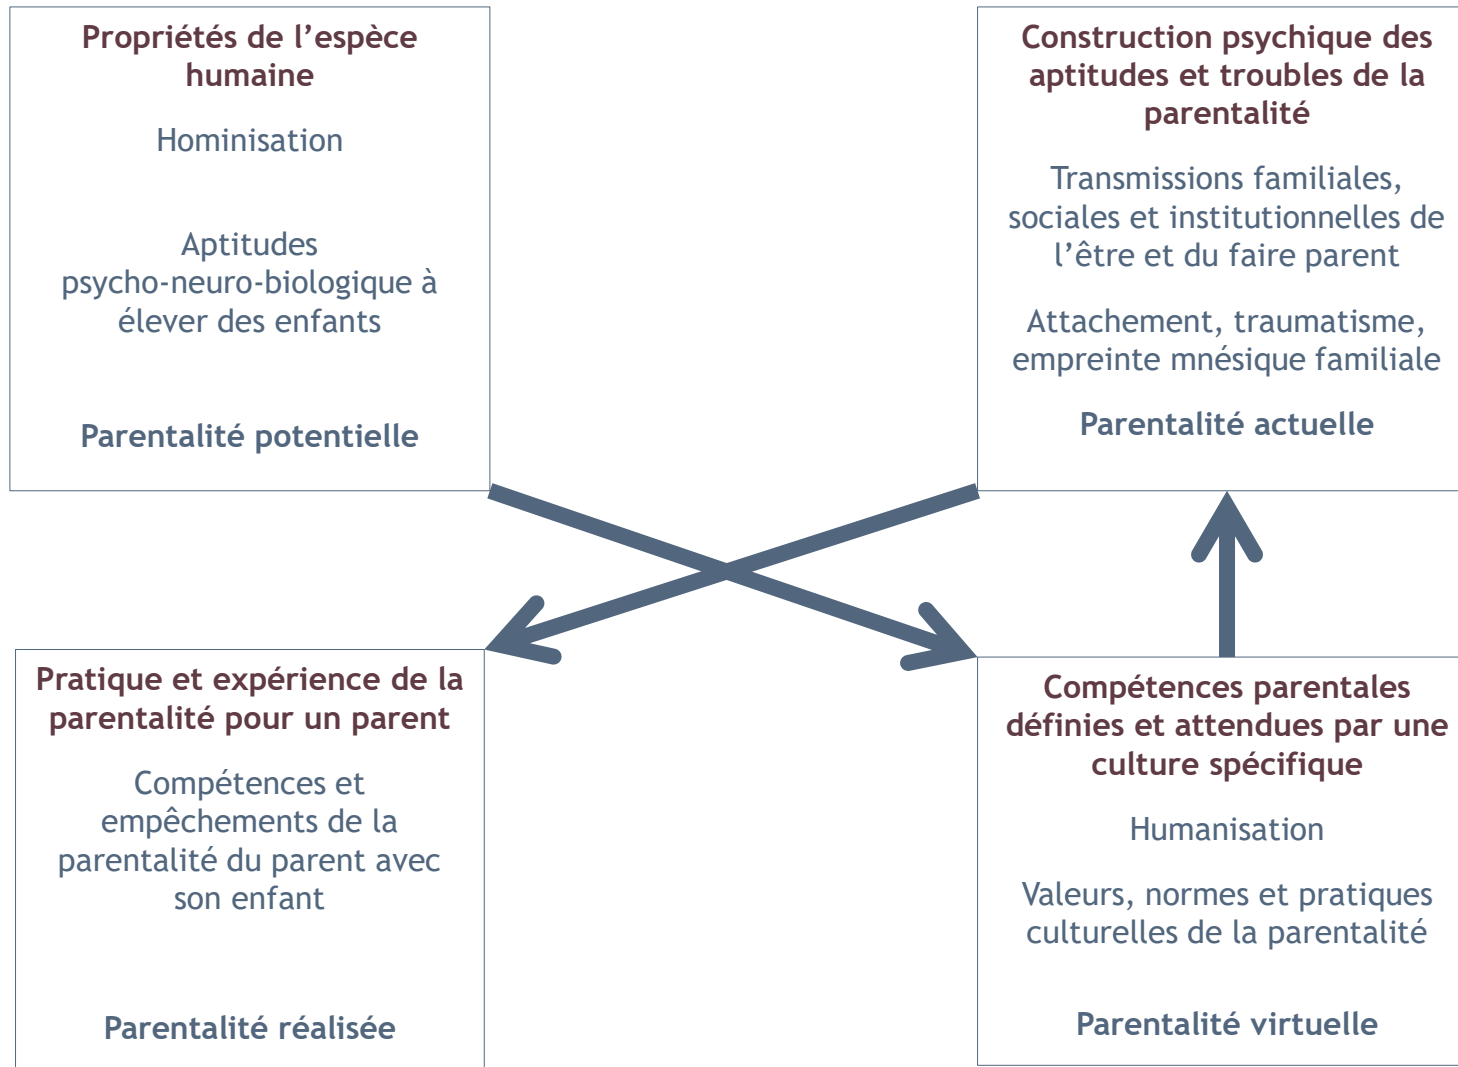 Propriétés de l’espèce
humaine
Hominisation
Aptitudes
psycho-neuro-biologique à
élever des enfants
Parentalité potentielle
Construction psychique des
aptitudes et troubles de la
parentalité
Transmissions familiales,
sociales et institutionnelles de
l’être et du faire parent
Attachement, traumatisme,
empreinte mnésique familiale
Parentalité actuelle
Pratique et expérience de la
parentalité pour un parent
Compétences et
empêchements de la
parentalité du parent avec
son enfant
Parentalité réalisée
Compétences parentales
définies et attendues par une
culture spécifique
Humanisation
Valeurs, normes et pratiques
culturelles de la parentalité
Parentalité virtuelle